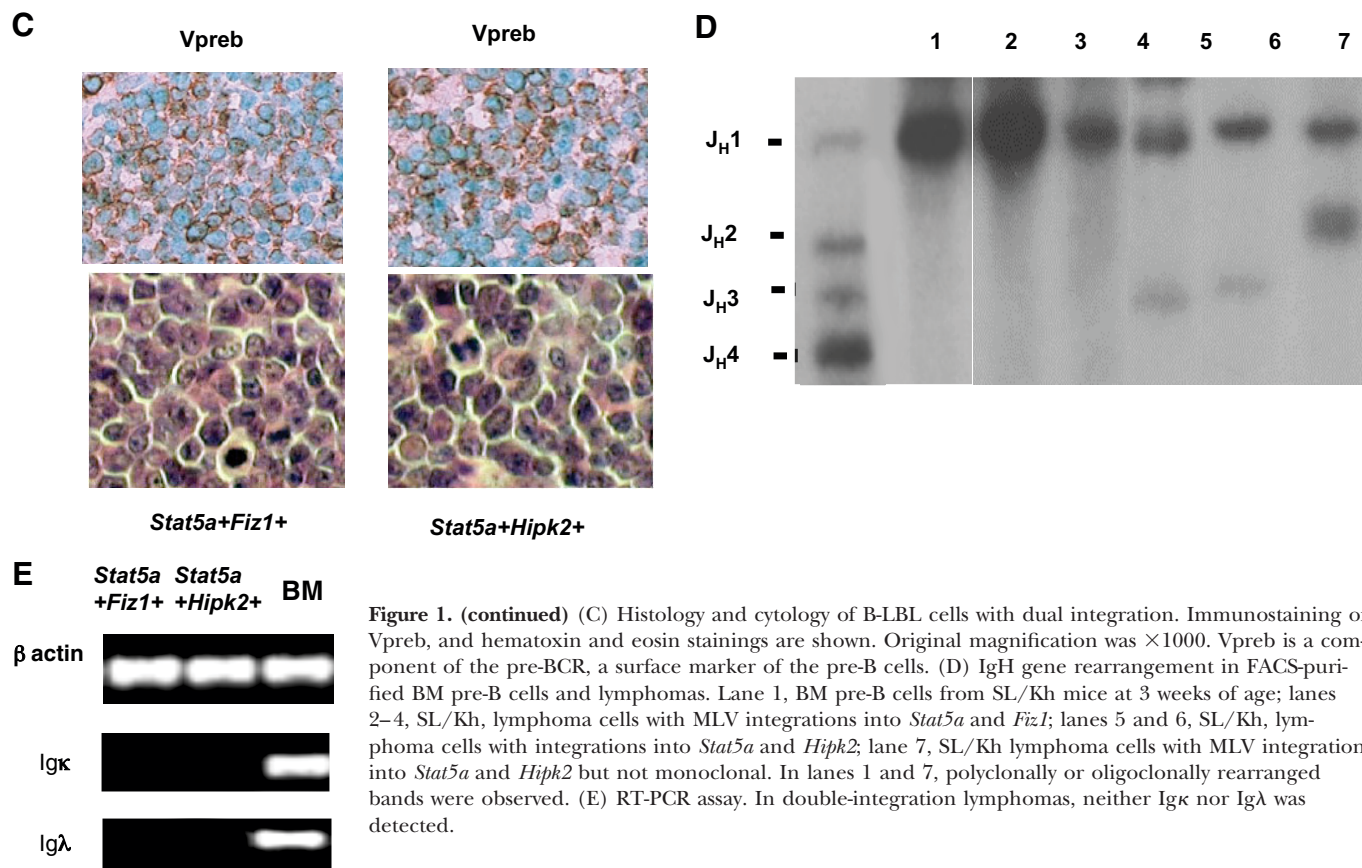 C
Vpreb
Vpreb
Stat5a+Fiz1+
Stat5a+Hipk2+
D
1 2 3 4 5 6 7
JH1
JH2
JH3
JH4
E
Stat5a Stat5a BM
+Fiz1+ +Hipk2+
β actin
Igκ
Igλ
Figure 1. (continued) (C) Histology and cytology of B-LBL cells with dual integration. Immunostaining o
Vpreb, and hematoxin and eosin stainings are shown. Original magnification was ×1000. Vpreb is a com-
ponent of the pre-BCR, a surface marker of the pre-B cells. (D) IgH gene rearrangement in FACS-puri-
fied BM pre-B cells and lymphomas. Lane 1, BM pre-B cells from SL/Kh mice at 3 weeks of age; lanes
2–4, SL/Kh, lymphoma cells with MLV integrations into Stat5a and Fiz1; lanes 5 and 6, SL/Kh, lym-
phoma cells with integrations into Stat5a and Hipk2; lane 7, SL/Kh lymphoma cells with MLV integration
into Stat5a and Hipk2 but not monoclonal. In lanes 1 and 7, polyclonally or oligoclonally rearranged
bands were observed. (E) RT-PCR assay. In double-integration lymphomas, neither Igκ nor Igλ was
detected.